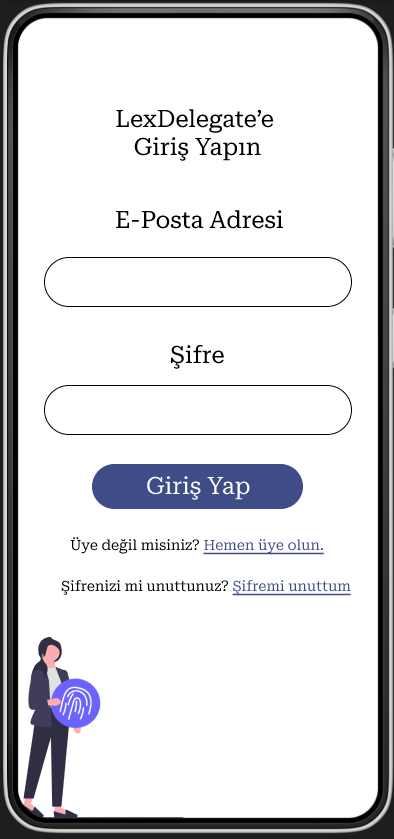 LexDelegate’e
Giriş Yapın
E-Posta Adresi
Şifre
Giriş Yap
Üye değil misiniz? Hemen üye olun.
Şifrenizi mi unuttunuz? Şifremi unuttum